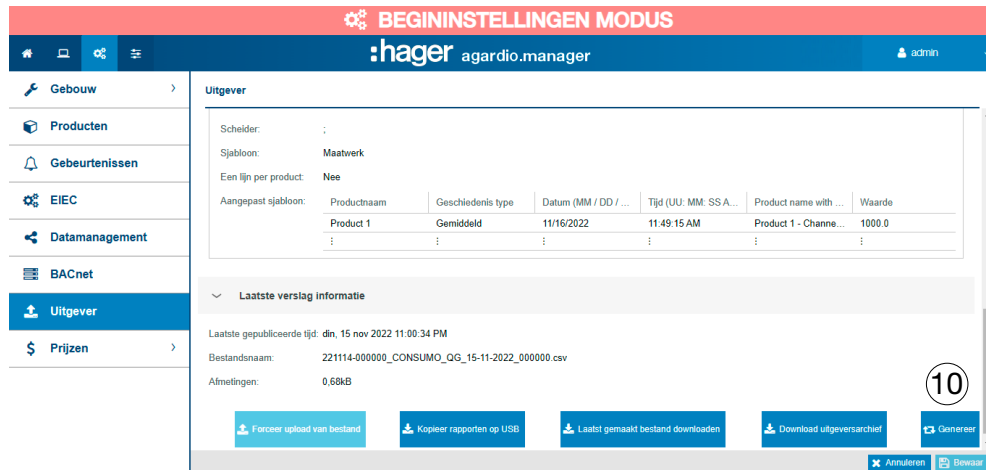 BEGININSTELLINGEN MODUS
:hager agardio.manager
admin
Gebouw
Producten
Gebeurtenissen
EIEC
Datamanagement
BACnet
Uitgever
Prijzen
Uitgever
Scheider: ;
Sjabloon: Maatwerk
Een lijn per product: Nee
Aangepast sjabloon:
Productnaam Geschiedenis type Datum (MM / DD / ... Tijd (UU: MM: SS A... Product name with ... Waarde
Product 1 Gemiddeld 11/16/2022 11:49:15 AM Product 1 - Channe... 1000.0
: : : : : :
Laatste verslag informatie
Laatste gepubliceerde tijd: din, 15 nov 2022 11:00:34 PM
Bestandsnaam: 221114-000000_CONSUMO_QG_15-11-2022_000000.csv
Afmetingen: 0,68kB
10
Forceer upload van bestand Kopieer rapporten op USB Laatst gemaakt bestand downloaden Download uitgeversarchief Genereer
Annuleren Bewaar